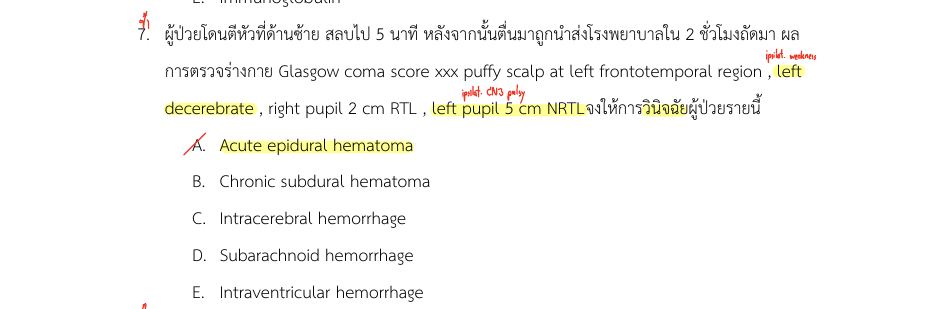 E. Immunoglobulin
ซ้ำ
7. ผู้ป่วยโดนตีหัวที่ด้านซ้าย สลบไป 5 นาที หลังจากนั้นตื่นมาถูกนำส่งโรงพยาบาลใน 2 ชั่วโมงถัดมา ผล
ipsilat. weakness
การตรวจร่างกาย Glasgow coma score xxx puffy scalp at left frontotemporal region , left
ipsilat. CN3 palsy
decerebrate , right pupil 2 cm RTL , left pupil 5 cm NRTLจงให้การวินิจฉัยผู้ป่วยรายนี้
A. Acute epidural hematoma
B. Chronic subdural hematoma
C. Intracerebral hemorrhage
D. Subarachnoid hemorrhage
E. Intraventricular hemorrhage